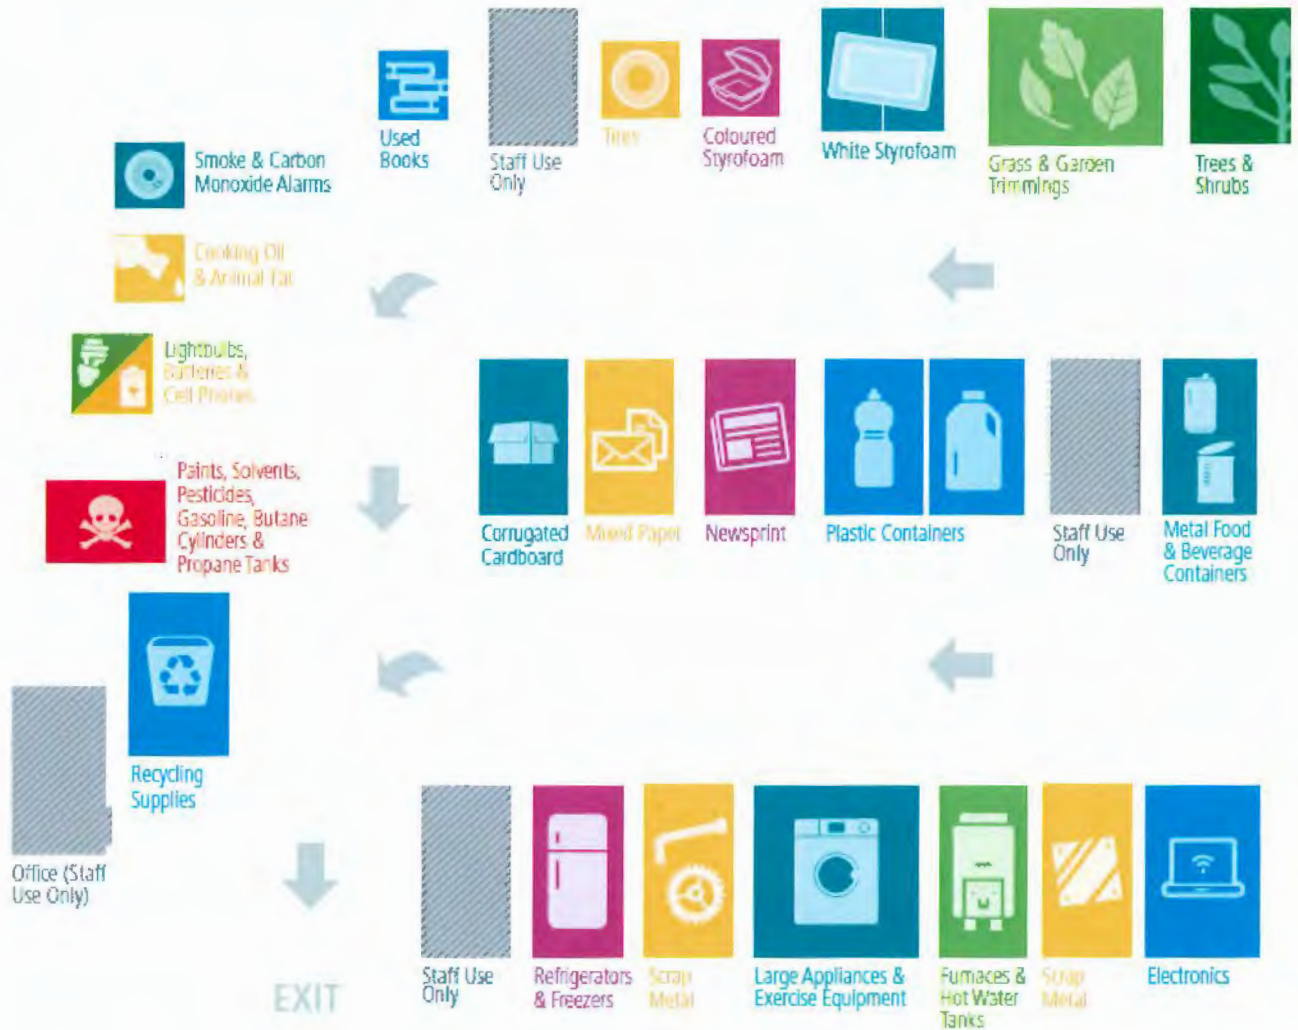 Used
Books
Staff Use
Only
Tires
Coloured
Styrofoam
White Styrofoam
Grass & Garden
Trimmings
Trees &
Shrubs
Smoke & Carbon
Monoxide Alarms
Cooking Oil
& Animal Fat
Lightbulbs,
Batteries &
Cell Phones
Paints, Solvents,
Pesticides,
Gasoline, Butane
Cylinders &
Propane Tanks
Corrugated
Cardboard
Mixed Paper
Newsprint
Plastic Containers
Staff Use
Only
Metal Food
& Beverage
Containers
Recycling
Supplies
Office (Staff
Use Only)
EXIT
Staff Use
Only
Refrigerators
& Freezers
Scrap
Metal
Large Appliances &
Exercise Equipment
Furnaces &
Hot Water
Tanks
Scrap
Metal
Electronics